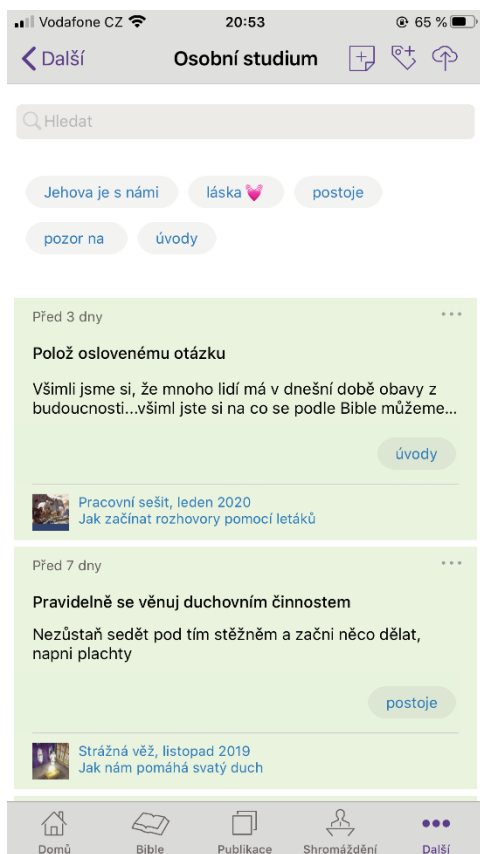 Vodafone CZ 20:53 65 %
Další Osobní studium
Hledat
Jehova je s námi láska 💓 postoje
pozor na úvody
Před 3 dny
Polož oslovenému otázku
Všimli jsme si, že mnoho lidí má v dnešní době obavy z
budoucnosti...všiml jste si na co se podle Bible můžeme...
úvody
Pracovní sešit, leden 2020
Jak začínat rozhovory pomocí letáků
Před 7 dny
Pravidelně se věnuj duchovním činnostem
Nezůstaň sedět pod tím stěžněm a začni něco dělat,
napni plachty
postoje
Strážná věž, listopad 2019
Jak nám pomáhá svatý duch
Domů Bible Publikace Shromáždění Další